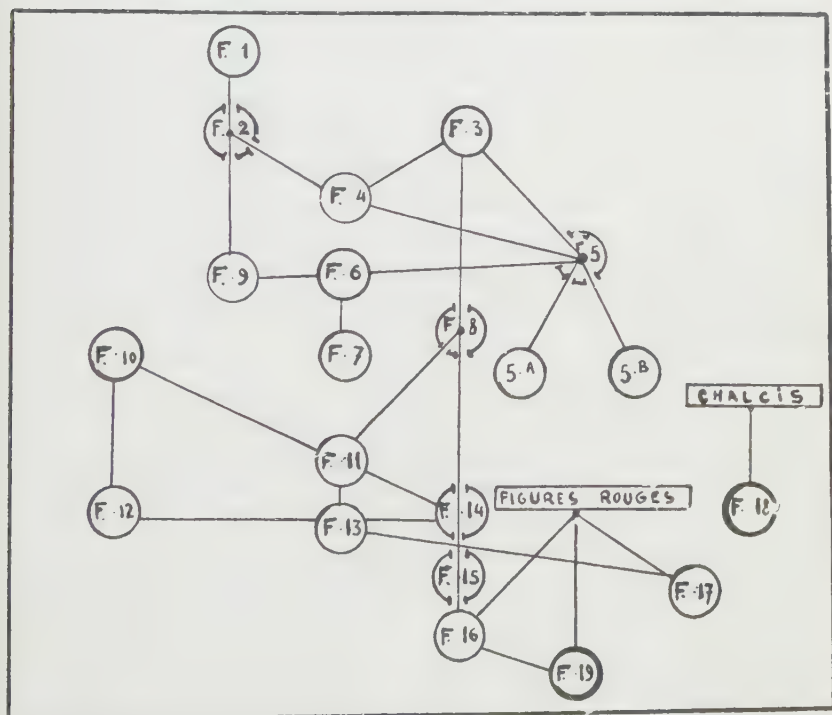 F. 1
F. 2
F. 3
F. 4
F 5
F. 9
F. 6
F. 8
F. 10
F. 7
5.A
5.B
CHALCIS
F. 11
F. 12
F. 13
F. 14
FIGURES ROUGES
F. 18
F. 15
F. 17
F. 16
F. 19